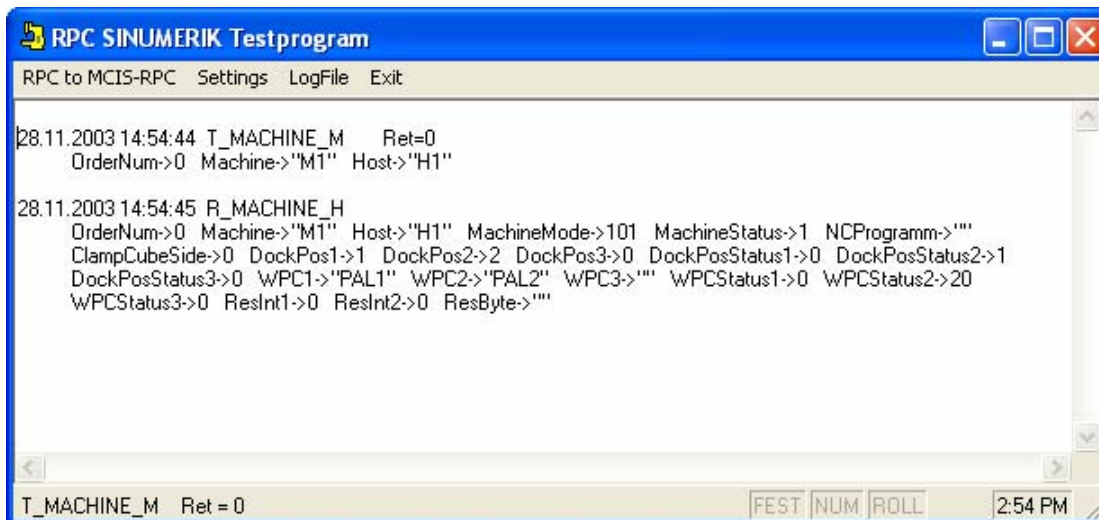 RPC SINUMERIK Testprogram
RPC to MCIS-RPC Settings LogFile Exit
28.11.2003 14:54:44 T_MACHINE_M Ret=0
OrderNum->0 Machine->"M1" Host->"H1"
28.11.2003 14:54:45 R_MACHINE_H
OrderNum->0 Machine->"M1" Host->"H1" MachineMode->101 MachineStatus->1 NCProgramm->""
ClampCubeSide->0 DockPos1->1 DockPos2->2 DockPos3->0 DockPosStatus1->0 DockPosStatus2->1
DockPosStatus3->0 WPC1->"PAL1" WPC2->"PAL2" WPC3->"" WPCStatus1->0 WPCStatus2->20
WPCStatus3->0 ResInt1->0 ResInt2->0 ResByte->""
T_MACHINE_M Ret = 0 FEST NUM ROLL 2:54 PM